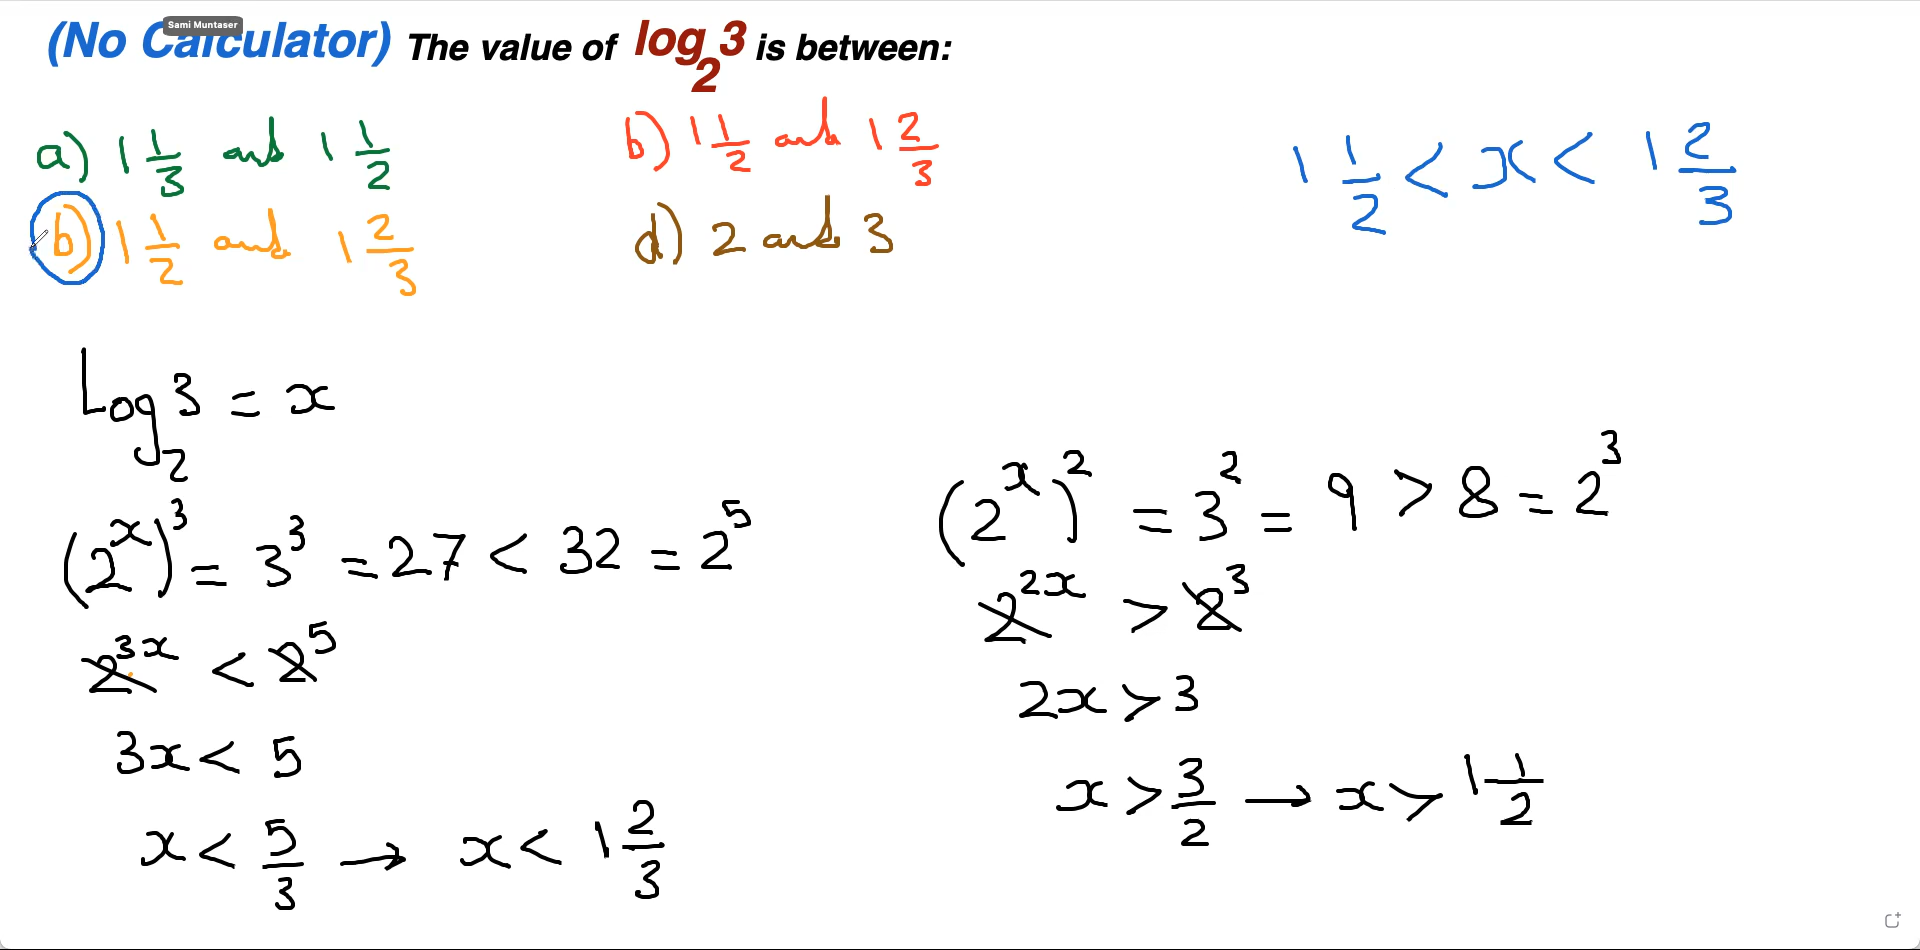 Sami Muntaser
(No Calculator) The value of log₂3 is between:
a) 1 1/3 and 1 1/2
b) 1 1/2 and 1 2/3
b) 1 1/2 and 1 2/3
d) 2 and 3
1 1/2 < x < 1 2/3
Log₂3 = x
(2^x)^3 = 3^3 = 27 < 32 = 2^5
2^3x < 2^5
3x < 5
x < 5/3 → x < 1 2/3
(2^x)^2 = 3^2 = 9 > 8 = 2^3
2^2x > 2^3
2x > 3
x > 3/2 → x > 1 1/2